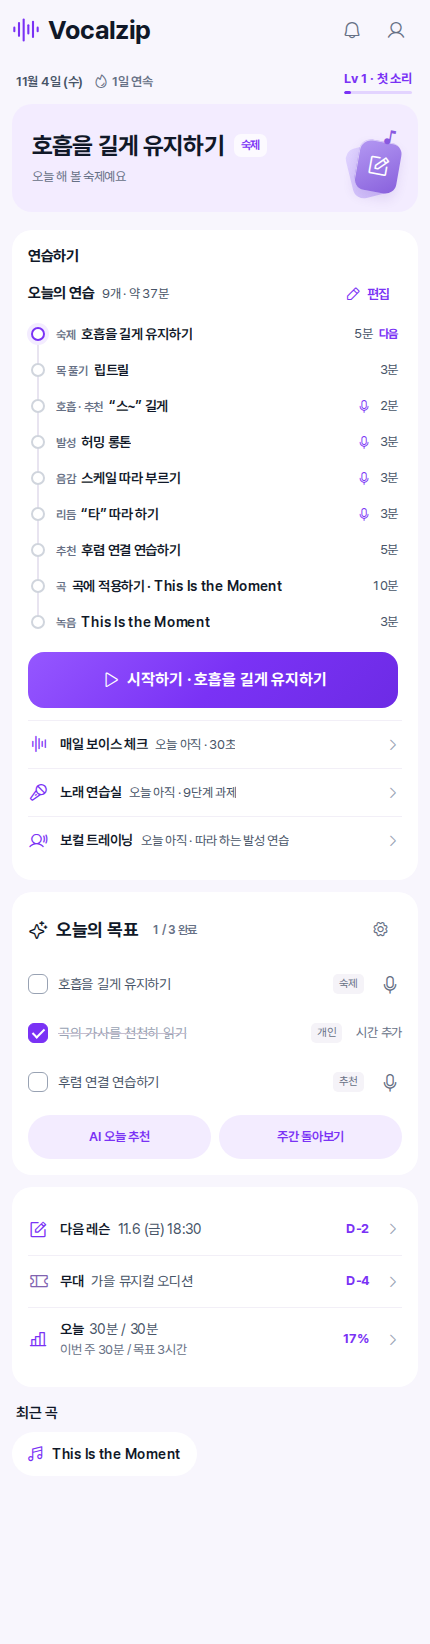 Vocalzip
11월 4일 (수) 1일 연속 Lv 1 · 첫 소리
호흡을 길게 유지하기 숙제
오늘 해 볼 숙제예요
연습하기
오늘의 연습 9개 · 약 37분 편집
숙제 호흡을 길게 유지하기 5분 다음
목 풀기 립트릴 3분
호흡 · 추천 “스~” 길게 2분
발성 허밍 롱톤 3분
음감 스케일 따라 부르기 3분
리듬 “타” 따라 하기 3분
추천 후렴 연결 연습하기 5분
곡 곡에 적용하기 · This Is the Moment 10분
녹음 This Is the Moment 3분
시작하기 · 호흡을 길게 유지하기
매일 보이스 체크 오늘 아직 · 30초
노래 연습실 오늘 아직 · 9단계 과제
보컬 트레이닝 오늘 아직 · 따라 하는 발성 연습
오늘의 목표 1 / 3 완료
호흡을 길게 유지하기 숙제
곡의 가사를 천천히 읽기 개인 시간 추가
후렴 연결 연습하기 추천
AI 오늘 추천 주간 돌아보기
다음 레슨 11.6 (금) 18:30 D-2
무대 가을 뮤지컬 오디션 D-4
오늘 30분 / 30분 17%
이번 주 30분 / 목표 3시간
최근 곡
This Is the Moment